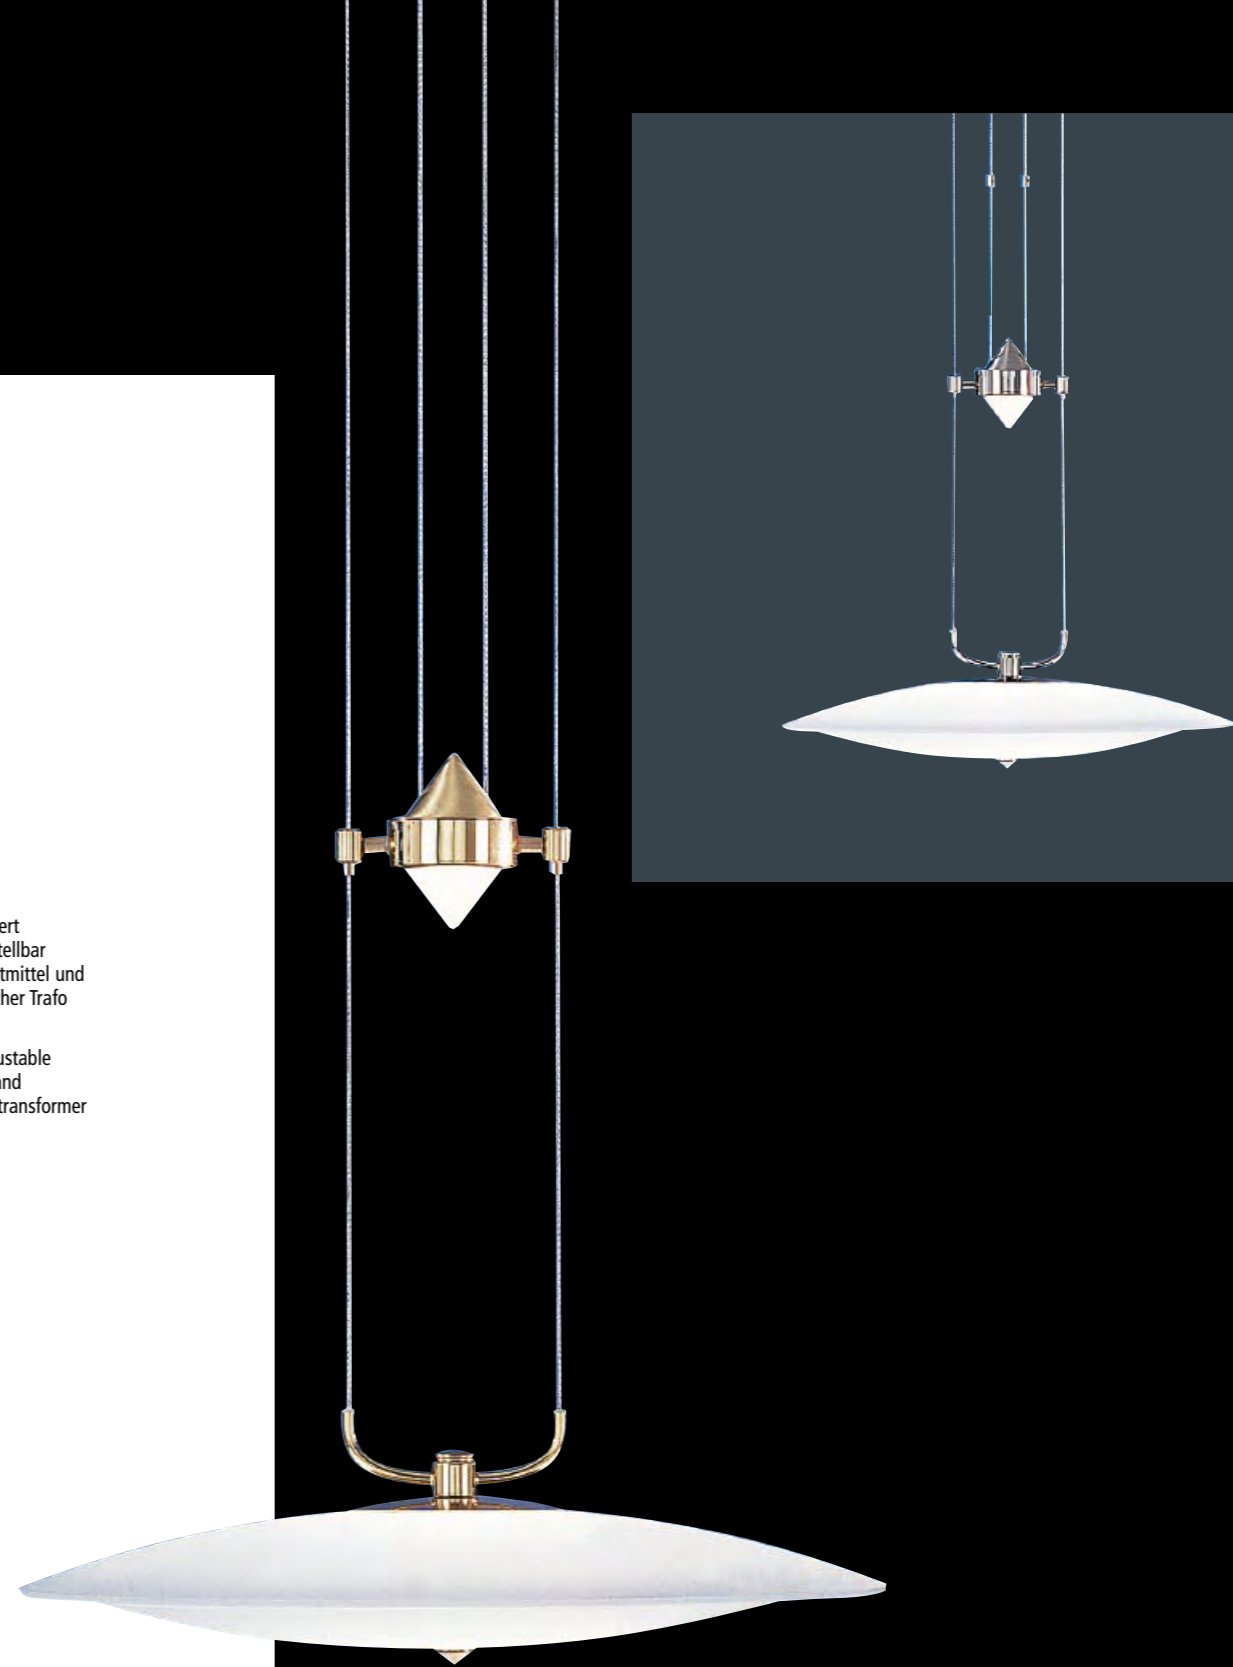 ert
tellbar
tmittel und
her Trafo
ustable
and
transformer